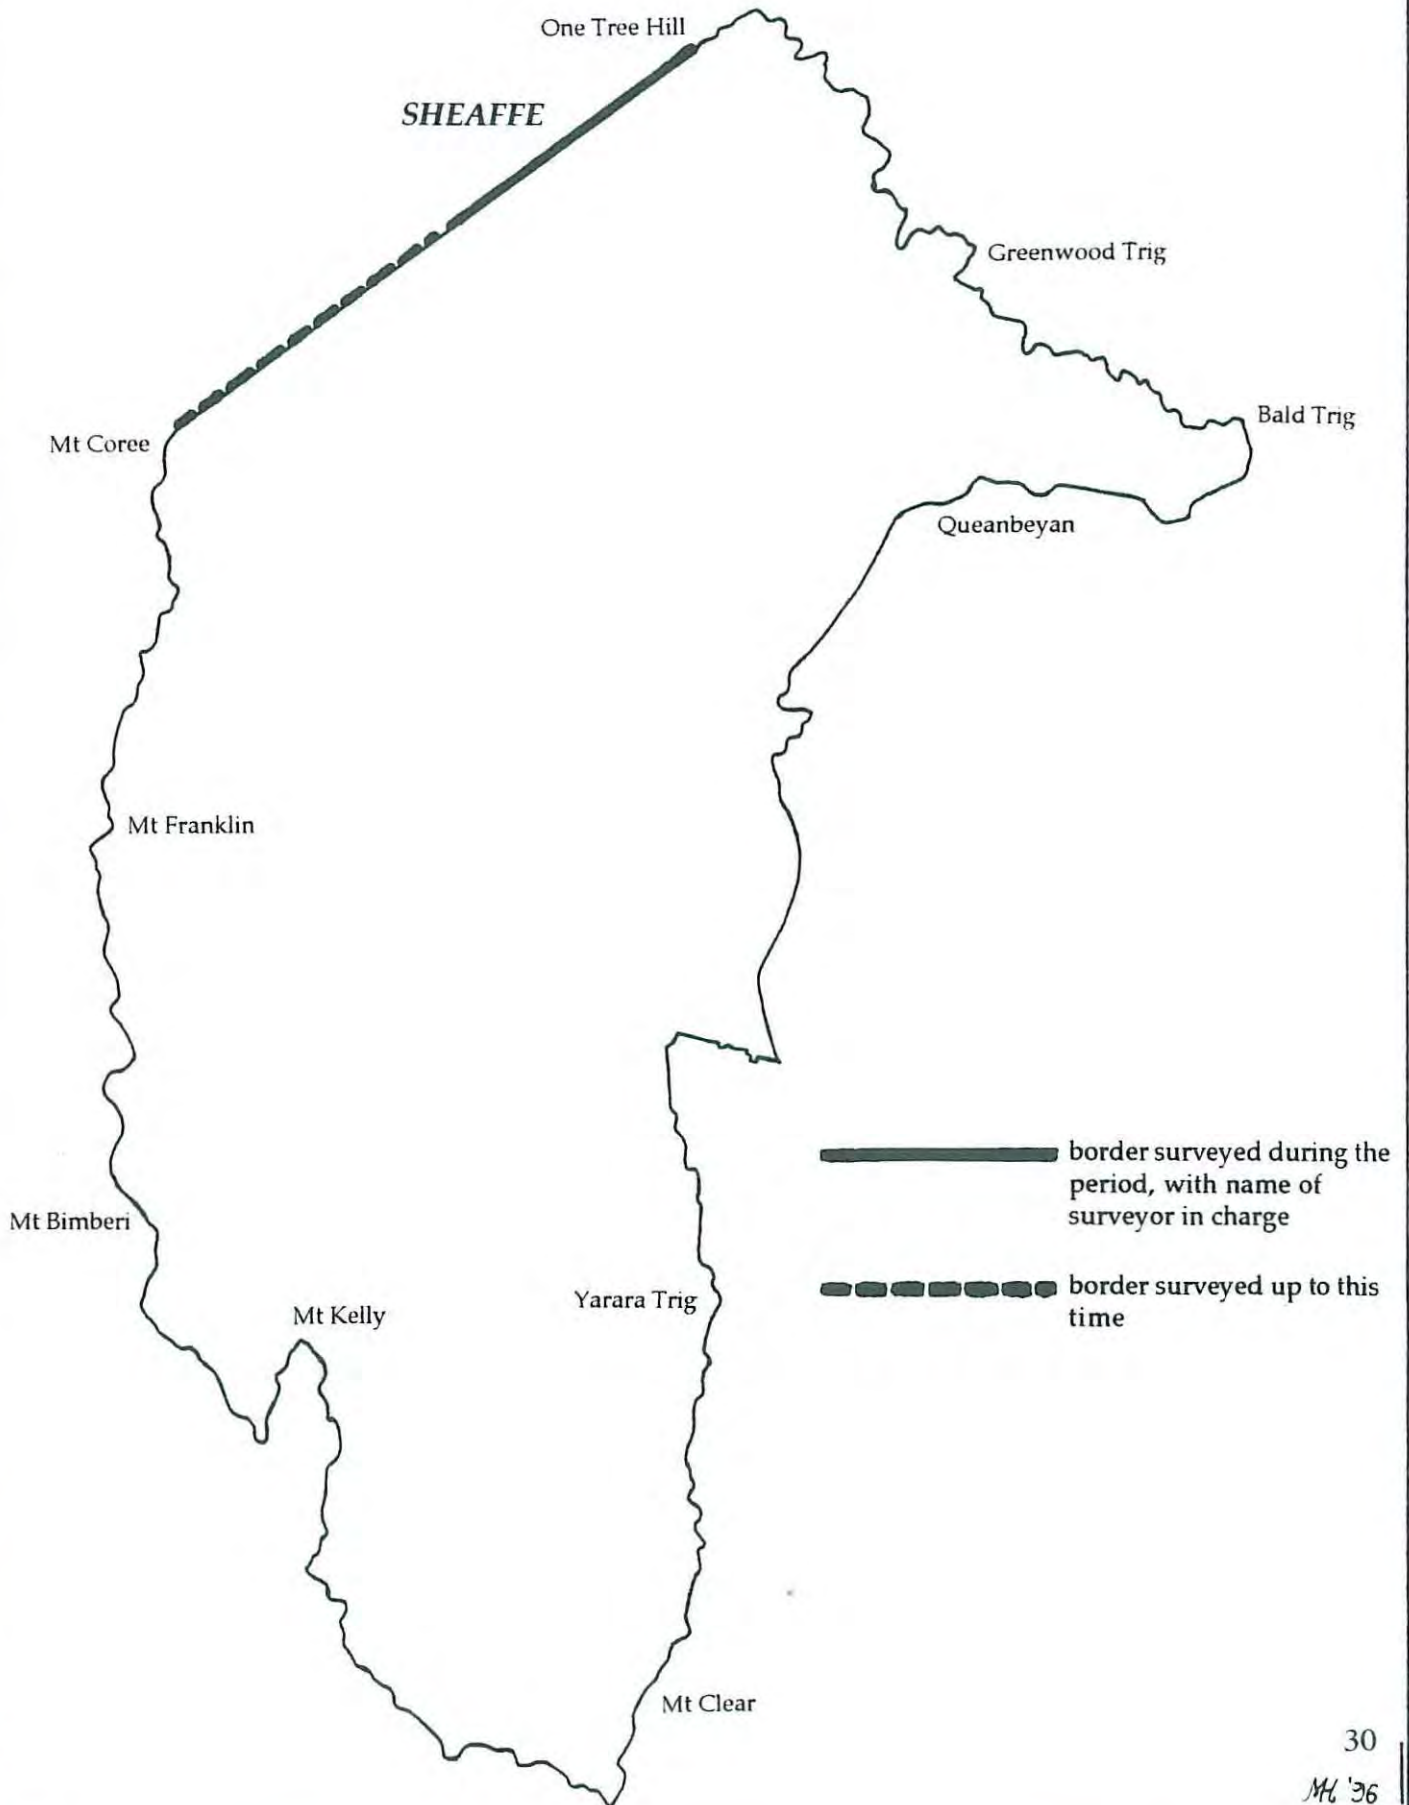 One Tree Hill
SHEAFFE
Greenwood Trig
Bald Trig
Mt Coree
Queanbeyan
Mt Franklin
border surveyed during the
period, with name of
surveyor in charge
Mt Bimberi
border surveyed up to this
time
Yarara Trig
Mt Kelly
Mt Clear
30
MH '96